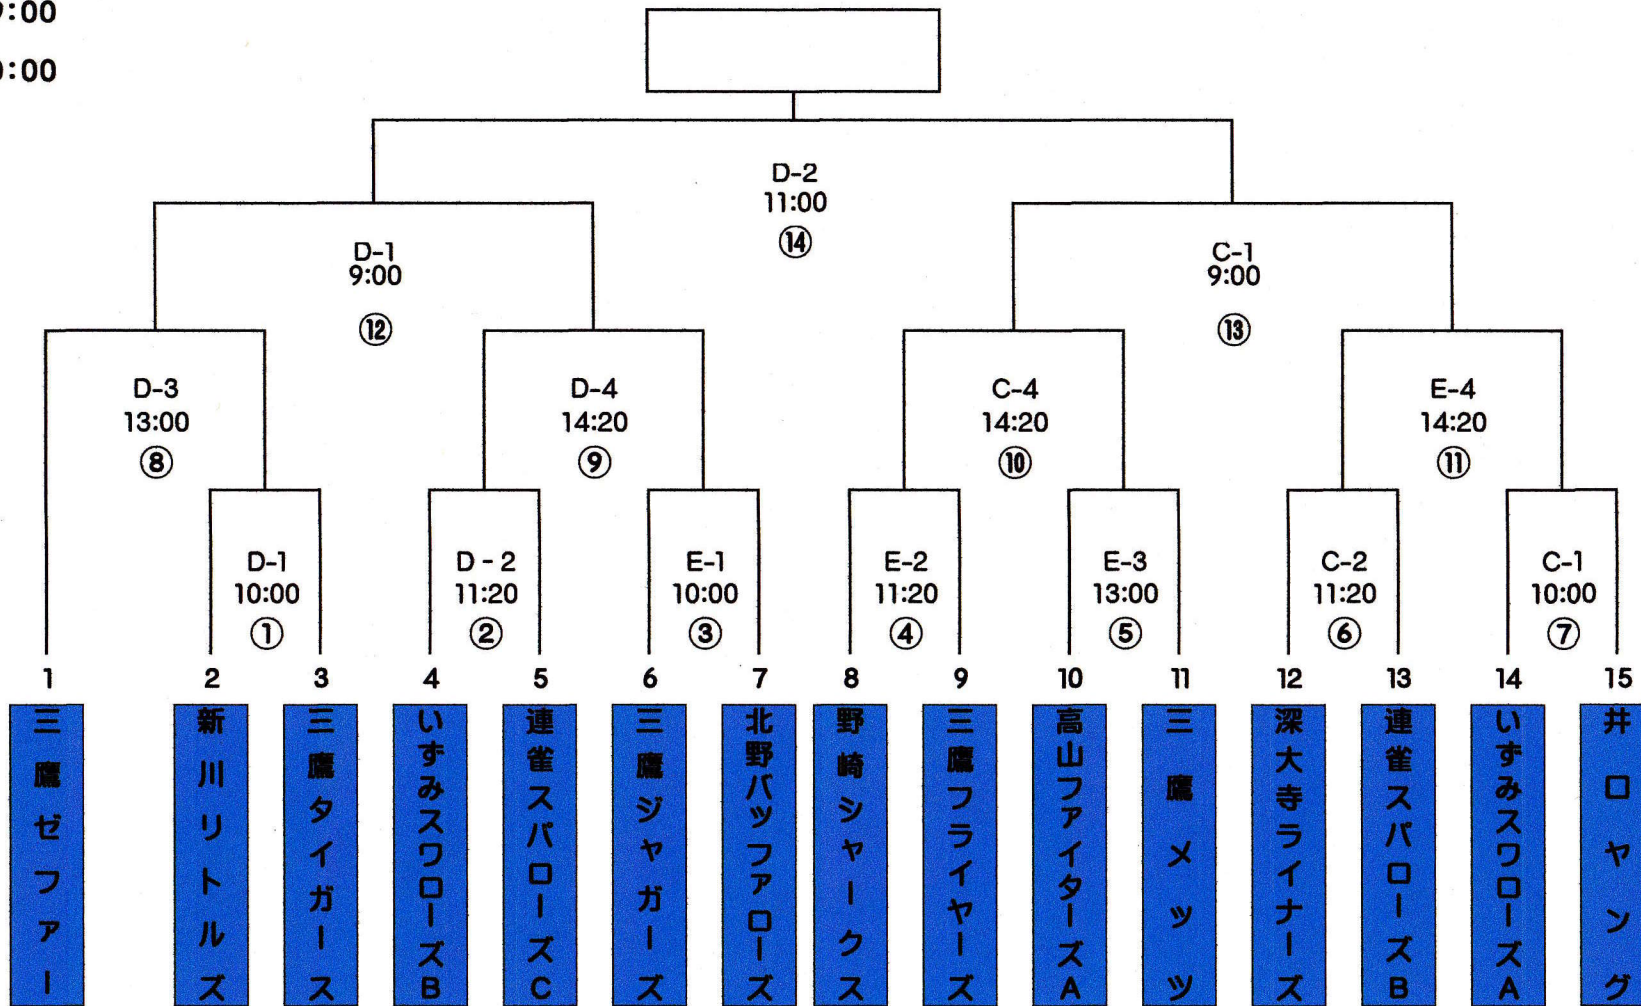 :00
:00
D-2
11:00
⑭
D-1
9:00
⑫
C-1
9:00
⑬
D-3
13:00
⑧
D-4
14:20
⑨
C-4
14:20
⑩
E-4
14:20
⑪
D-1
10:00
①
D-2
11:20
②
E-1
10:00
③
E-2
11:20
④
E-3
13:00
⑤
C-2
11:20
⑥
C-1
10:00
⑦
1 2 3 4 5 6 7 8 9 10 11 12 13 14 15
三鷹ゼファー
新川リトルズ
三鷹タイガース
いずみスワローズB
連雀スパローズC
三鷹ジャガーズ
北野バッファローズ
野崎シャークス
三鷹フライヤーズ
高山ファイターズA
三鷹メッツ
深大寺ライナーズ
連雀スパローズB
いずみスワローズA
井口ヤング